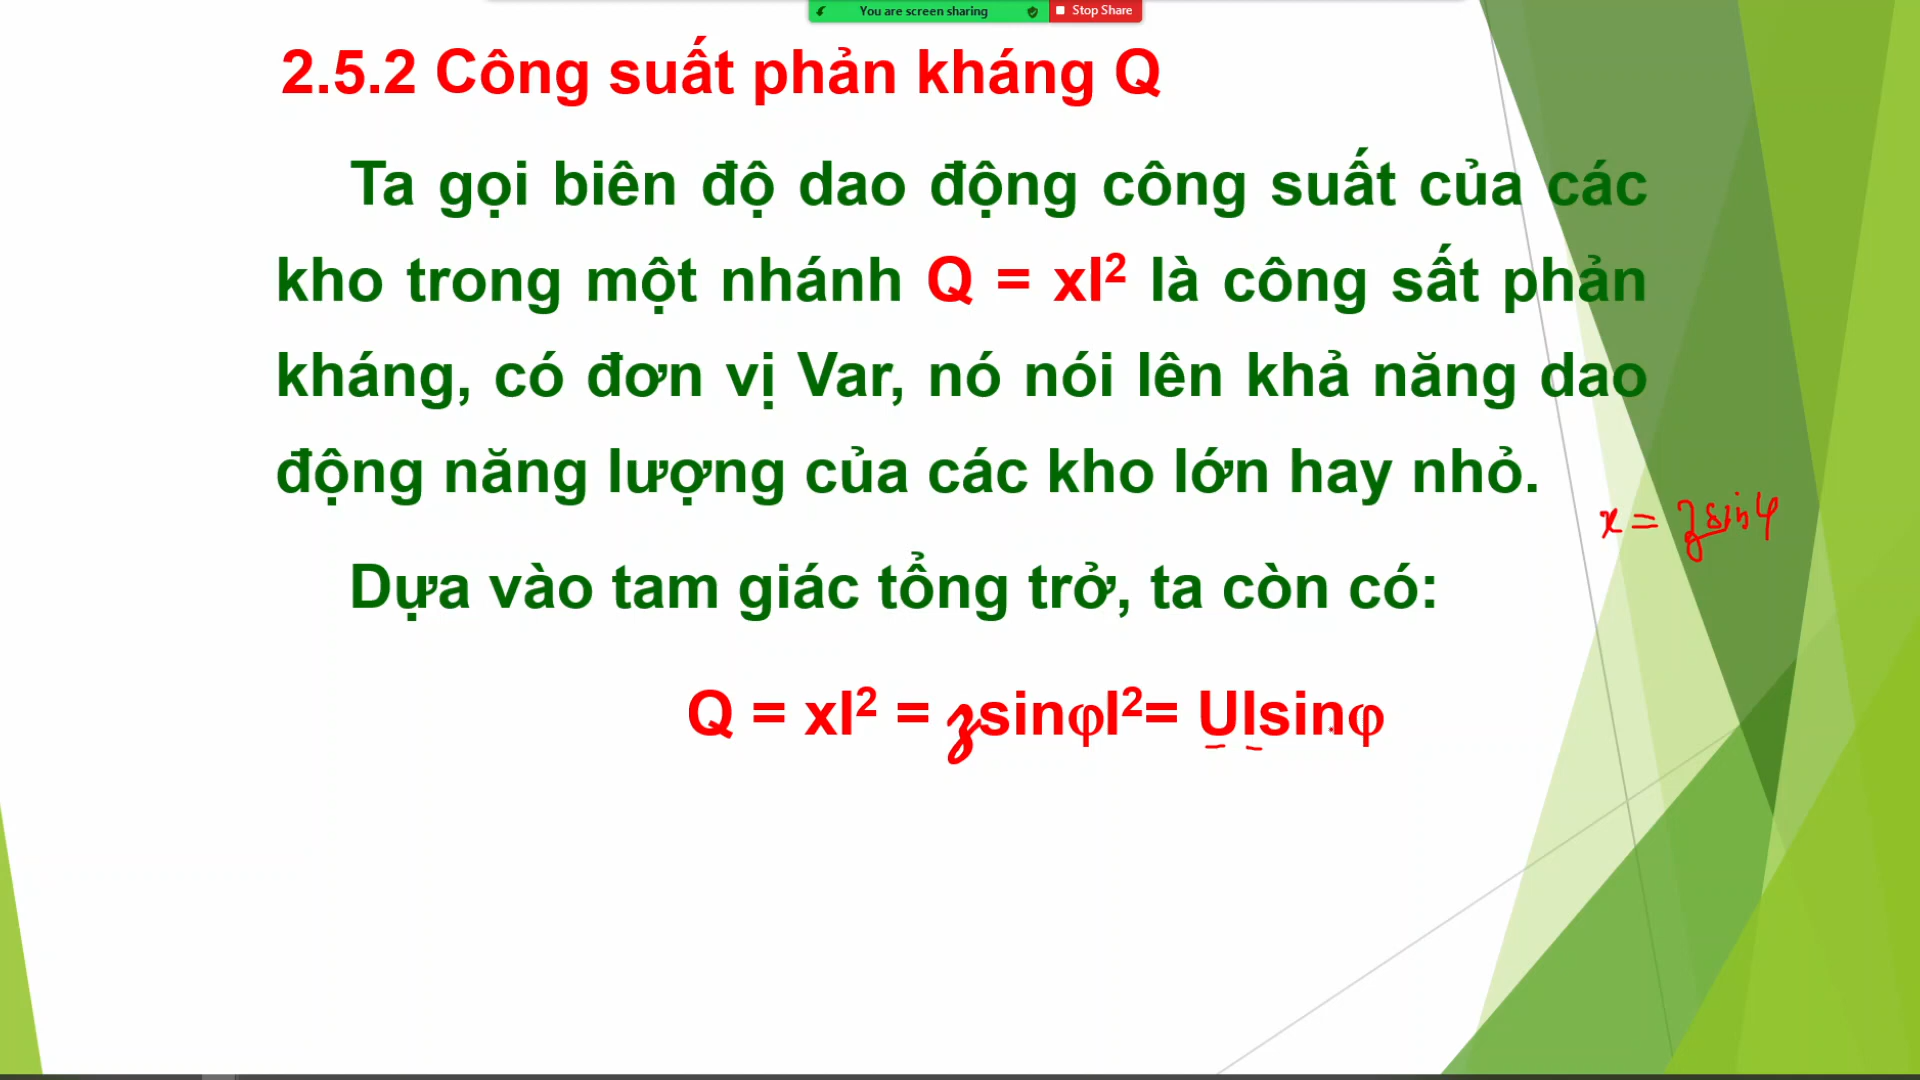 You are screen sharing Stop Share
2.5.2 Công suất phản kháng Q
Ta gọi biên độ dao động công suất của các
kho trong một nhánh Q = xI² là công sất phản
kháng, có đơn vị Var, nó nói lên khả năng dao
động năng lượng của các kho lớn hay nhỏ.
x = z sin φ
Dựa vào tam giác tổng trở, ta còn có:
Q = xI² = zsinφI²= UIsinφ